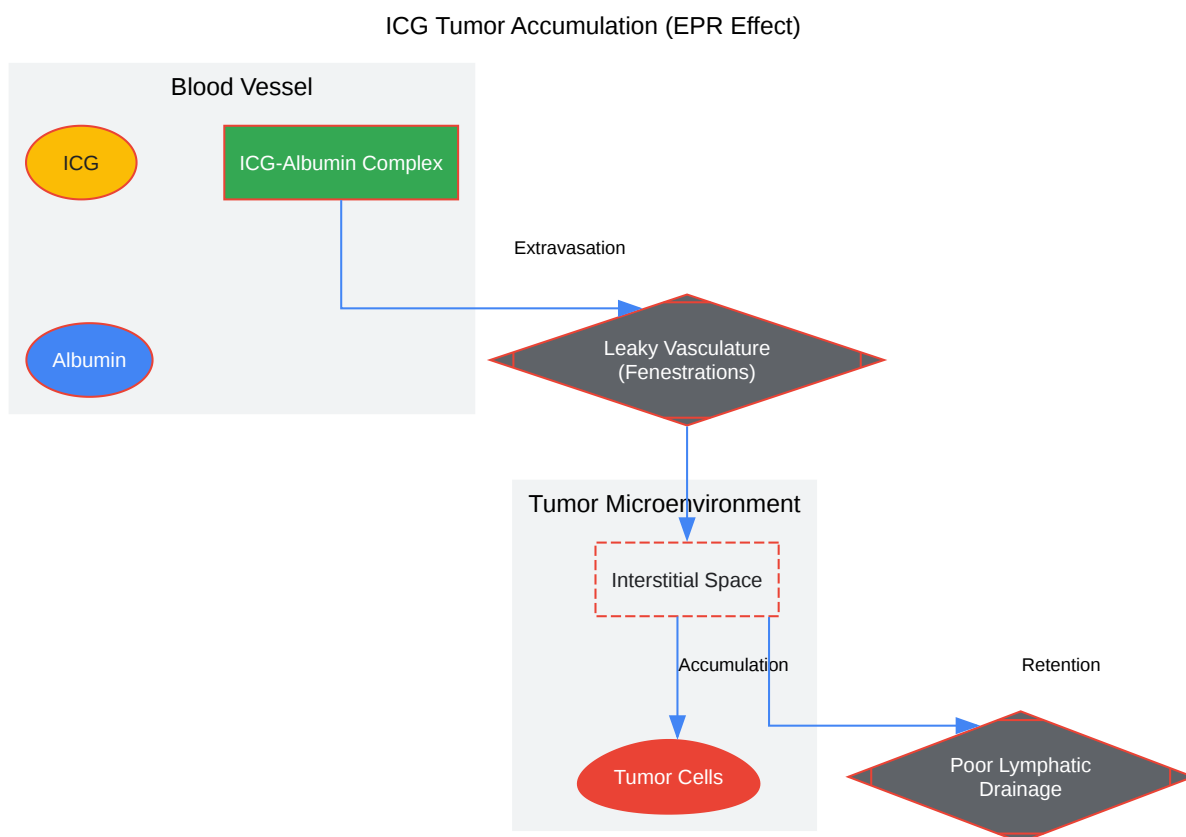 ICG Tumor Accumulation (EPR Effect)
Blood Vessel
ICG
ICG-Albumin Complex
Extravasation
Albumin
Leaky Vasculature
(Fenestrations)
Tumor Microenvironment
Interstitial Space
Accumulation
Retention
Tumor Cells
Poor Lymphatic
Drainage